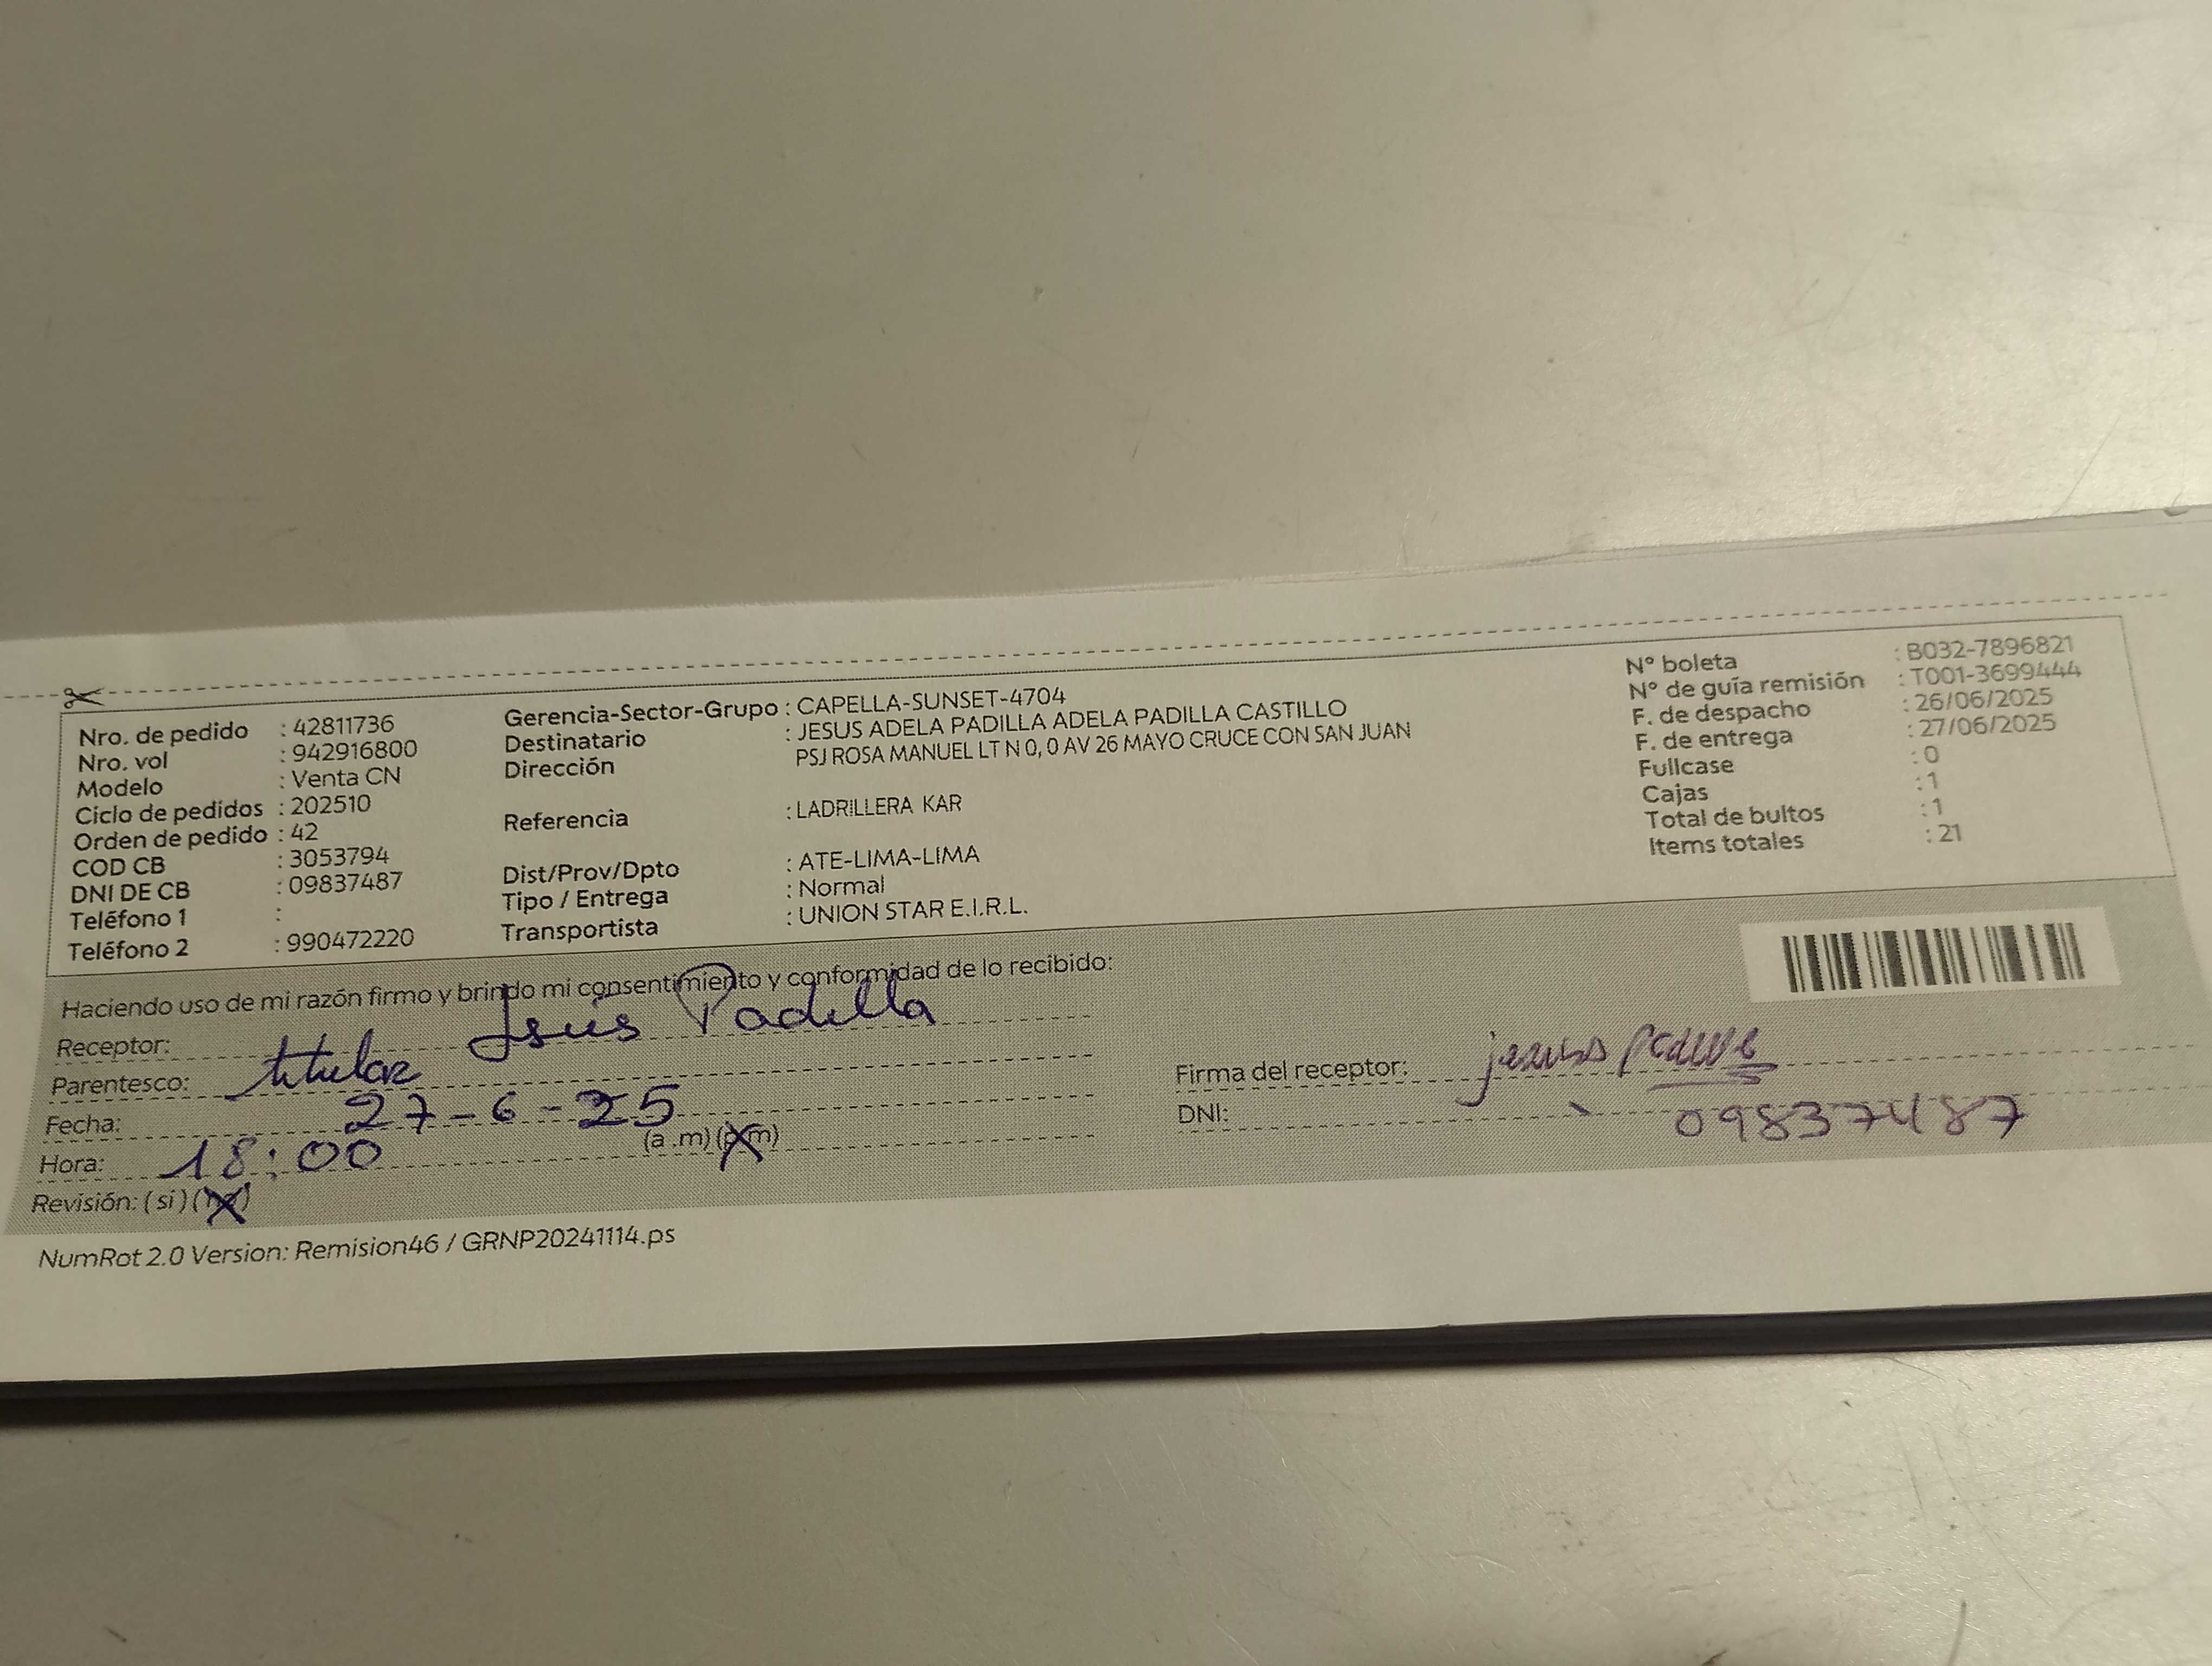 Nro. de pedido : 42811736
Nro. vol : 942916800
Modelo : Venta CN
Ciclo de pedidos : 202510
Orden de pedido : 42
COD CB : 3053794
DNI DE CB : 09837487
Teléfono 1 :
Teléfono 2 : 990472220
Gerencia-Sector-Grupo : CAPELLA-SUNSET-4704
Destinatario : JESUS ADELA PADILLA ADELA PADILLA CASTILLO
Dirección PSJ ROSA MANUEL LT N 0, 0 AV 26 MAYO CRUCE CON SAN JUAN
Referencia : LADRILLERA KAR
Dist/Prov/Dpto : ATE-LIMA-LIMA
Tipo / Entrega : Normal
Transportista : UNION STAR E.I.R.L.
N° boleta : B032-7896821
N° de guía remisión : T001-3699444
F. de despacho : 26/06/2025
F. de entrega : 27/06/2025
Fullcase : 0
Cajas : 1
Total de bultos : 1
Items totales : 21
Haciendo uso de mi razón firmo y brindo mi consentimiento y conformidad de lo recibido:
Receptor: Jsus Padilla
Parentesco: titular
Fecha: 27-6-25
Hora: 18:00 (a.m) (p.m)
Revisión: (si) (no)
Firma del receptor: jesus
DNI: 09837487
NumRot 2.0 Version: Remision46 / GRNP20241114.ps